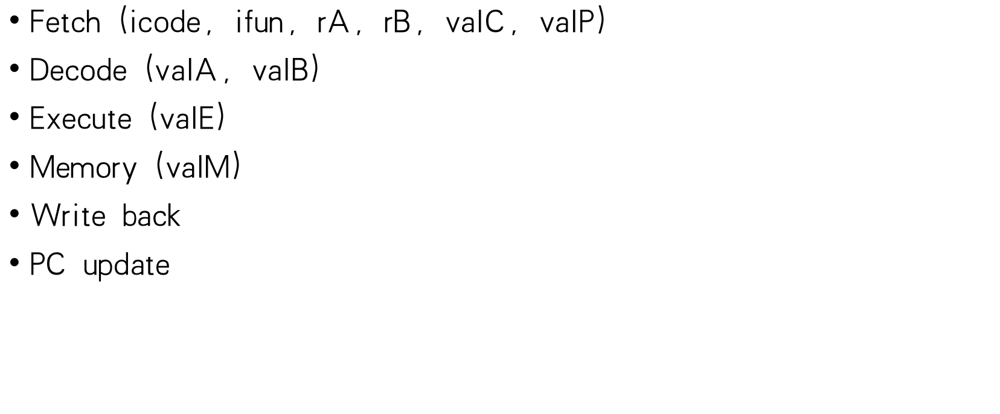 • Fetch (icode, ifun, rA, rB, valC, valP)
• Decode (valA, valB)
• Execute (valE)
• Memory (valM)
• Write back
• PC update